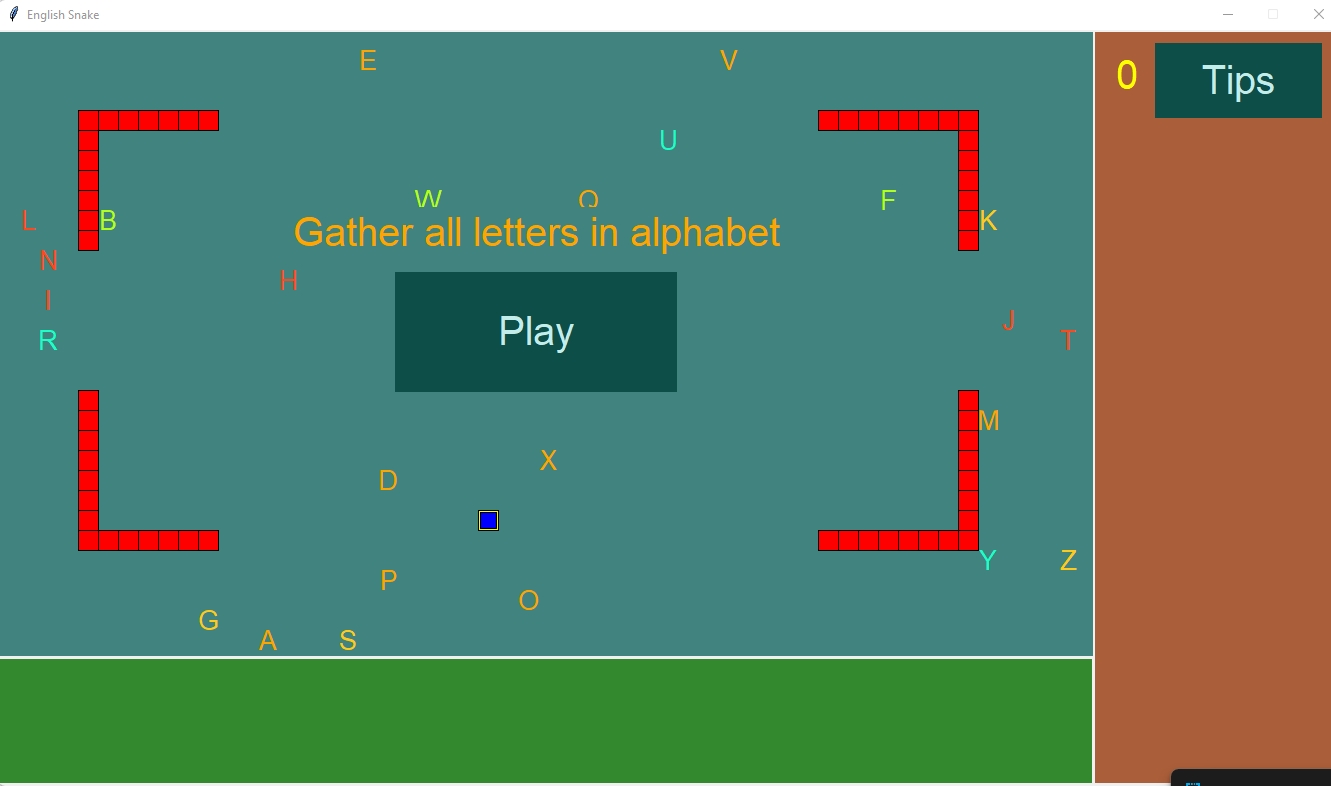 English Snake
E V
0 Tips
U
W F
L B K
Gather all letters in alphabet
N
H
I
J
Play
R T
M
X
D
Y Z
P
O
G
A S